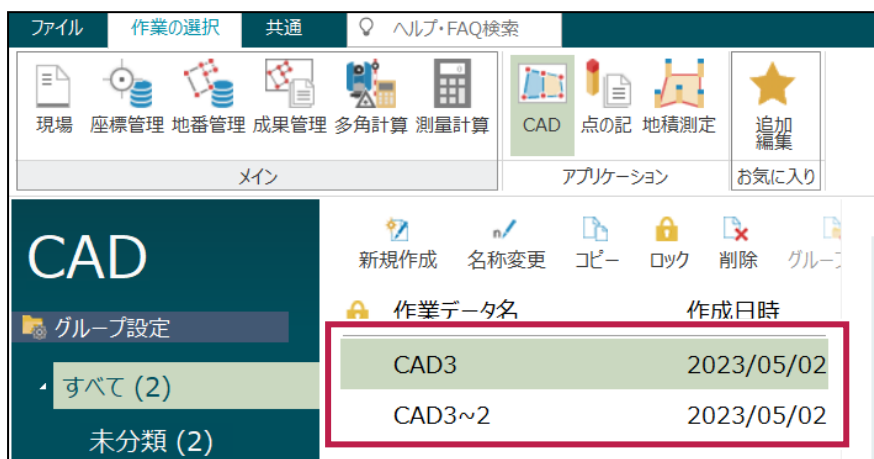 ファイル 作業の選択 共通 ヘルプ・FAQ検索
現場 座標管理 地番管理 成果管理 多角計算 測量計算 CAD 点の記 地積測定 追加
編集
メイン アプリケーション お気に入り
CAD
新規作成 名称変更 コピー ロック 削除 グルー
作業データ名 作成日時
グループ設定
CAD3 2023/05/02
すべて (2)
CAD3~2 2023/05/02
未分類 (2)